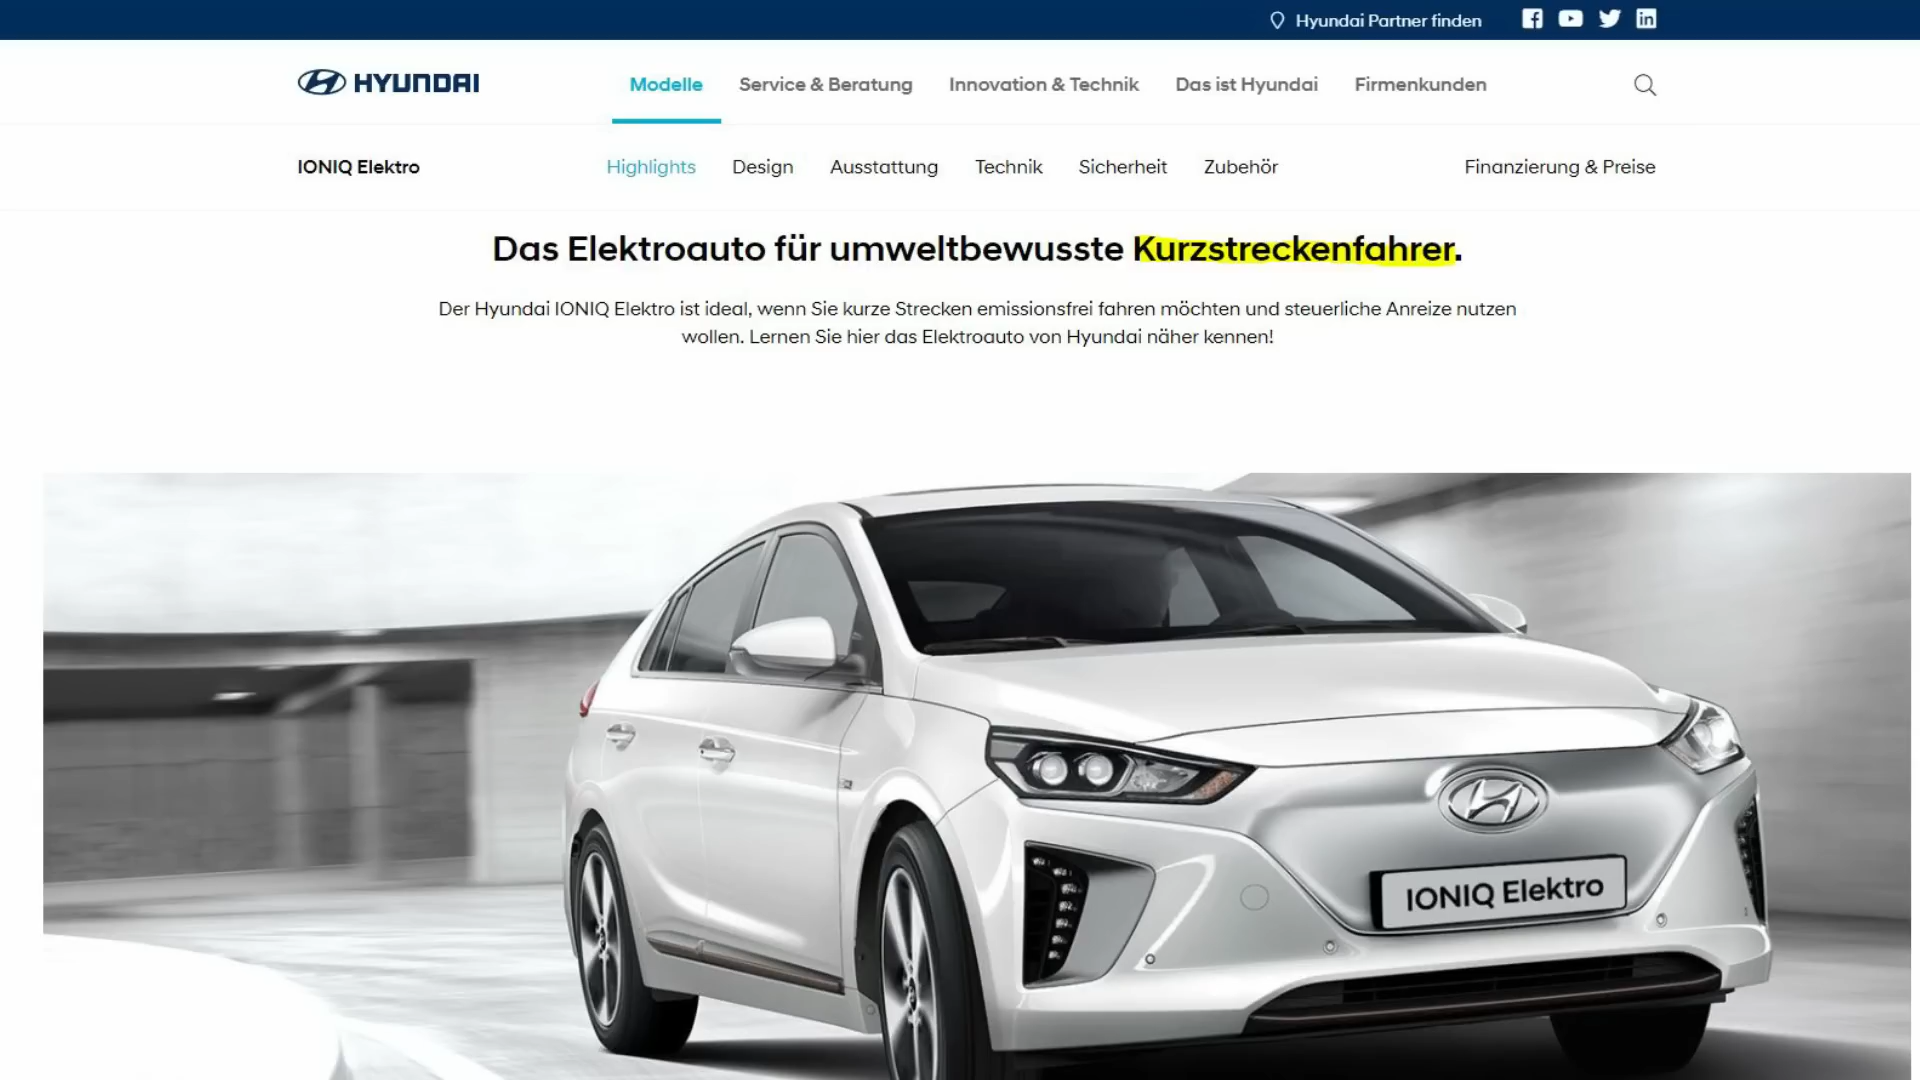 Hyundai Partner finden
HYUNDAI
Modelle
Service & Beratung
Innovation & Technik
Das ist Hyundai
Firmenkunden
IONIQ Elektro
Highlights
Design
Ausstattung
Technik
Sicherheit
Zubehör
Finanzierung & Preise
Das Elektroauto für umweltbewusste Kurzstreckenfahrer.
Der Hyundai IONIQ Elektro ist ideal, wenn Sie kurze Strecken emissionsfrei fahren möchten und steuerliche Anreize nutzen
wollen. Lernen Sie hier das Elektroauto von Hyundai näher kennen!
IONIQ Elektro